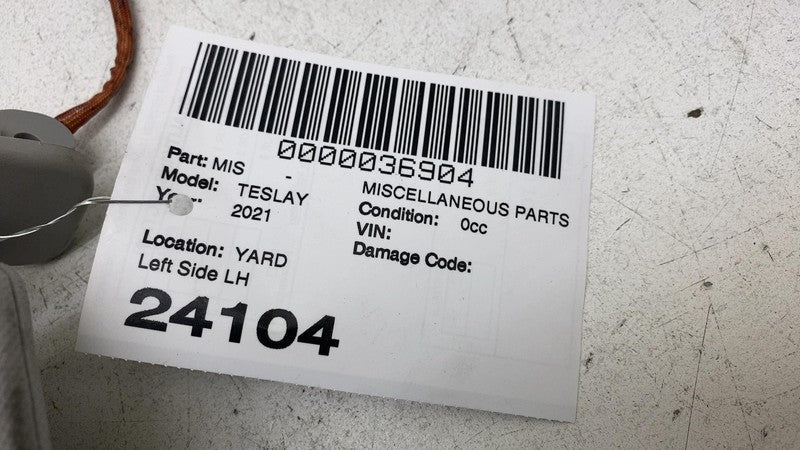 0000036904
Part: MIS - MISCELLANEOUS PARTS
Model: TESLAY Condition: 0cc
2021 VIN:
Damage Code:
Location: YARD
Left Side LH
24104